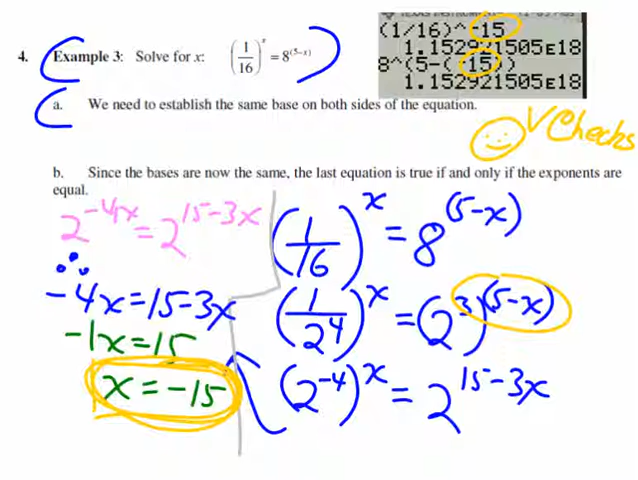 (1/16)^-15
1.152921505E18
8^(5-(-15))
1.152921505E18
4. Example 3: Solve for x: (1/16)^x = 8^(5-x)
a. We need to establish the same base on both sides of the equation.
√ Checks
b. Since the bases are now the same, the last equation is true if and only if the exponents are
equal.
2^(-4x) = 2^(15-3x)
∴
-4x = 15-3x
-1x = 15
x = -15
(1/16)^x = 8^(5-x)
(1/2^4)^x = (2^3)^(5-x)
(2^-4)^x = 2^(15-3x)